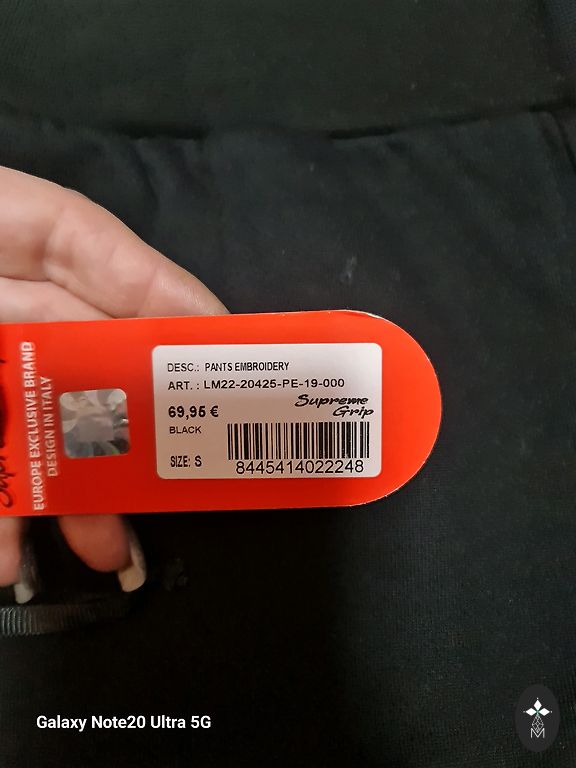 EUROPE EXCLUSIVE BRAND
DESIGN IN ITALY
DESC.: PANTS EMBROIDERY
ART. : LM22-20425-PE-19-000
69,95 €
Supreme
Grip
BLACK
SIZE: S
8445414022248
Galaxy Note20 Ultra 5G
M